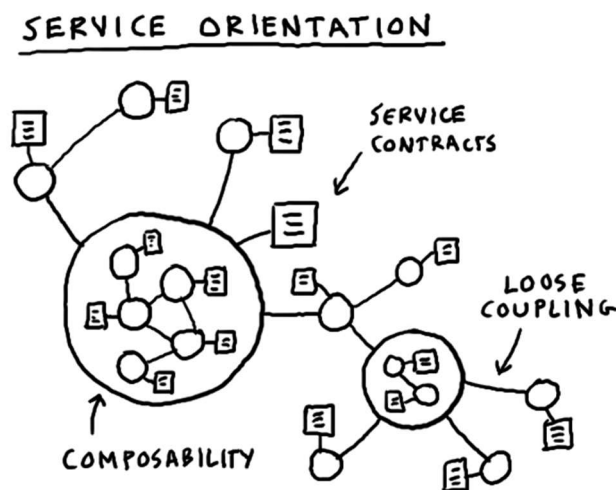 SERVICE ORIENTATION
SERVICE
CONTRACTS
LOOSE
COUPLING
COMPOSABILITY